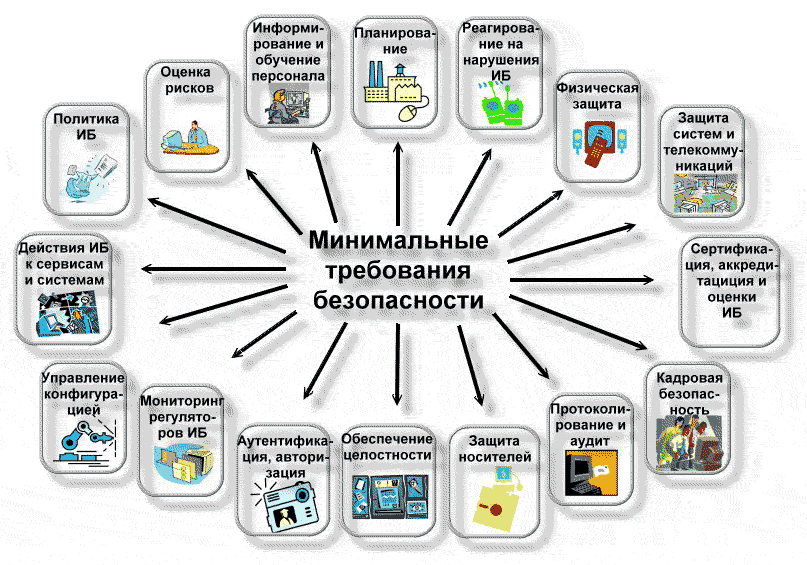 Информи-
рование и
обучение
персонала
Планирова-
ние
Реагирова-
ние на
нарушения
ИБ
Оценка
рисков
Физическая
защита
Политика
ИБ
Защита
систем и
телекомму-
никаций
Действия ИБ
к сервисам
и системам
Минимальные
требования
безопасности
Сертифика-
ция, аккреди-
тациция и
оценки
ИБ
Управление
конфигура-
цией
Мониторинг
регулято-
ров ИБ
Аутентифика-
ция, автори-
зация
Обеспечение
целостности
Защита
носителей
Протоколи-
рование и
аудит
Кадровая
безопас-
ность